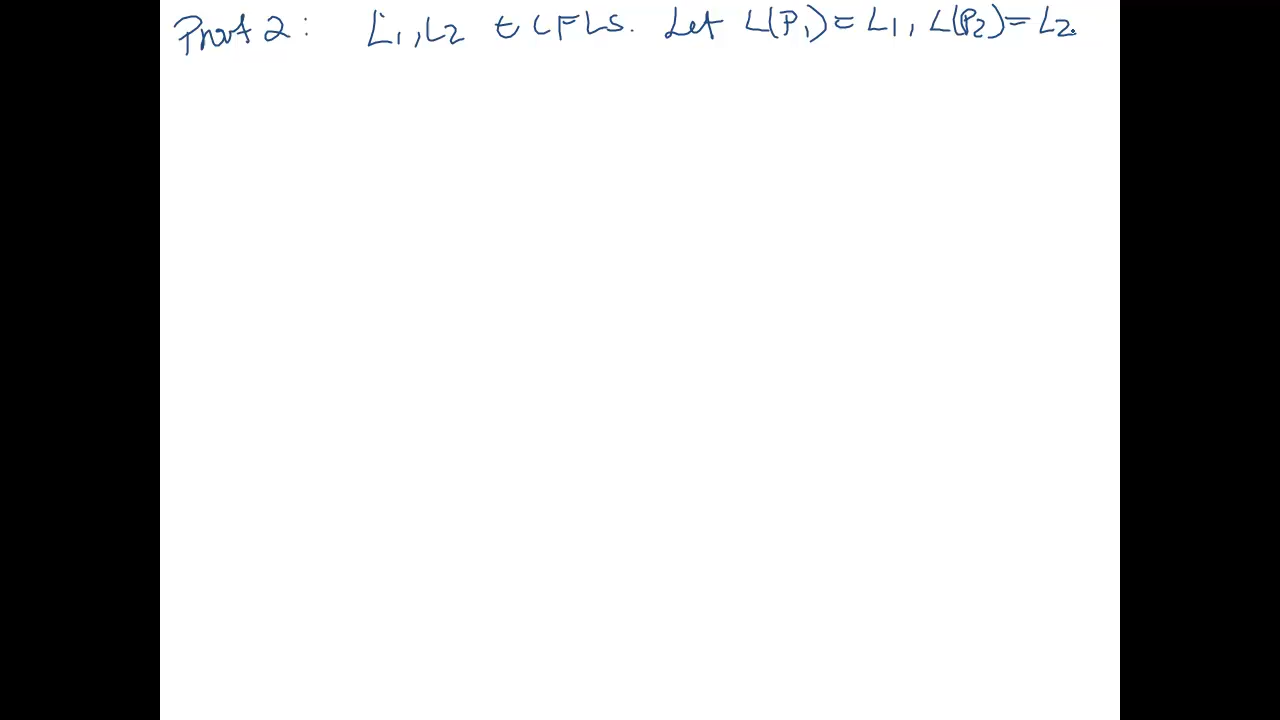 Proof 2: L₁, L₂ ∈ CFLs. Let L(P₁) = L₁, L(P₂) = L₂.